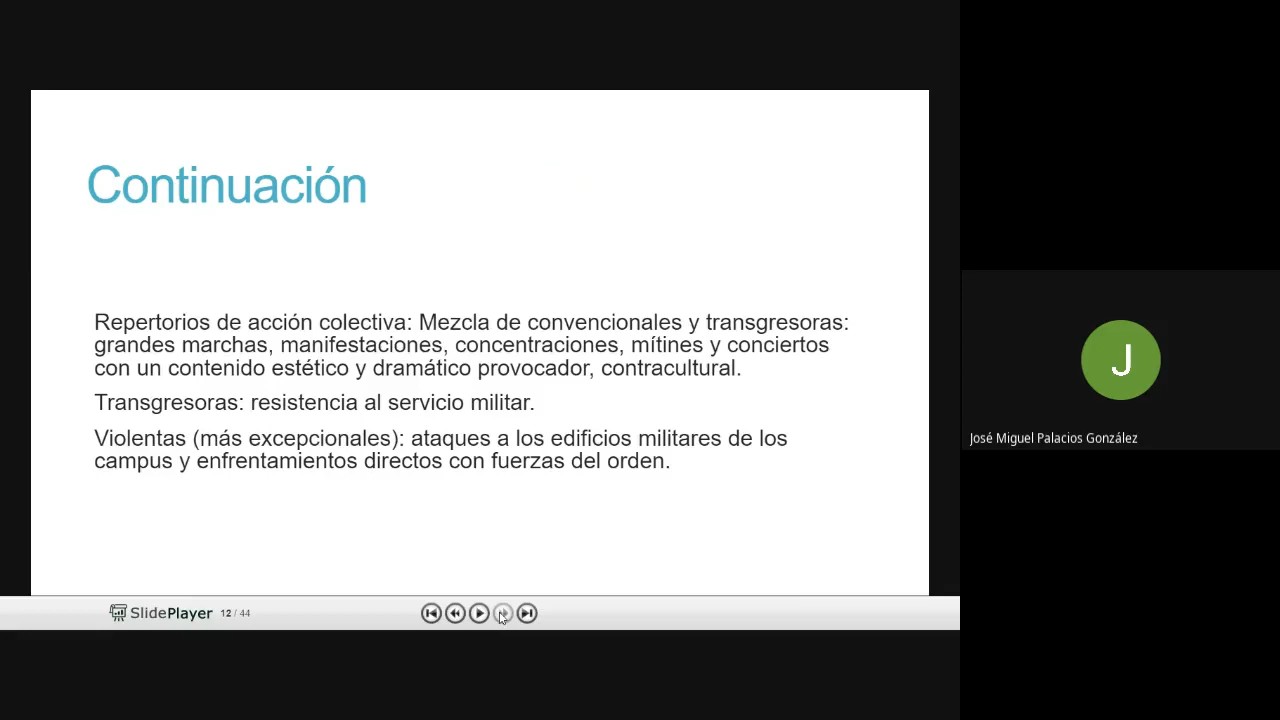 Continuación
Repertorios de acción colectiva: Mezcla de convencionales y transgresoras:
grandes marchas, manifestaciones, concentraciones, mítines y conciertos
con un contenido estético y dramático provocador, contracultural.
Transgresoras: resistencia al servicio militar.
Violentas (más excepcionales): ataques a los edificios militares de los
campus y enfrentamientos directos con fuerzas del orden.
SlidePlayer 12 / 44
J
José Miguel Palacios González